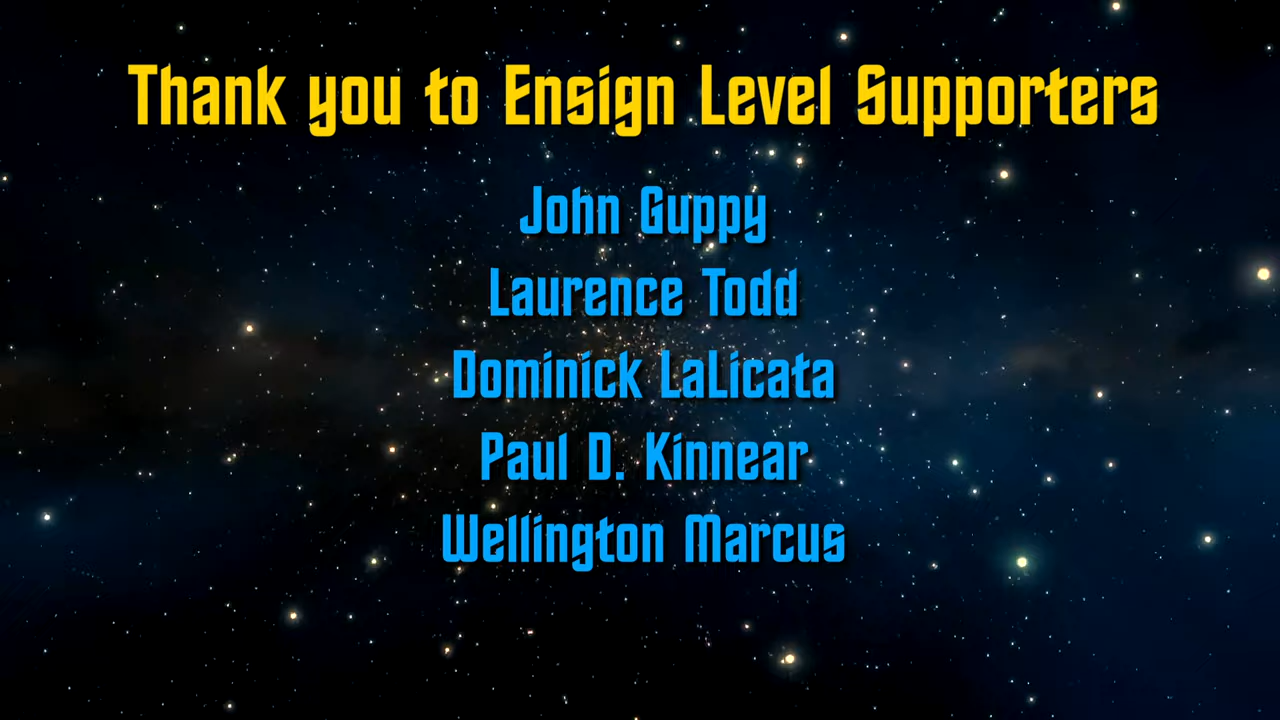 Thank you to Ensign Level Supporters
John Guppy
Laurence Todd
Dominick LaLicata
Paul D. Kinnear
Wellington Marcus